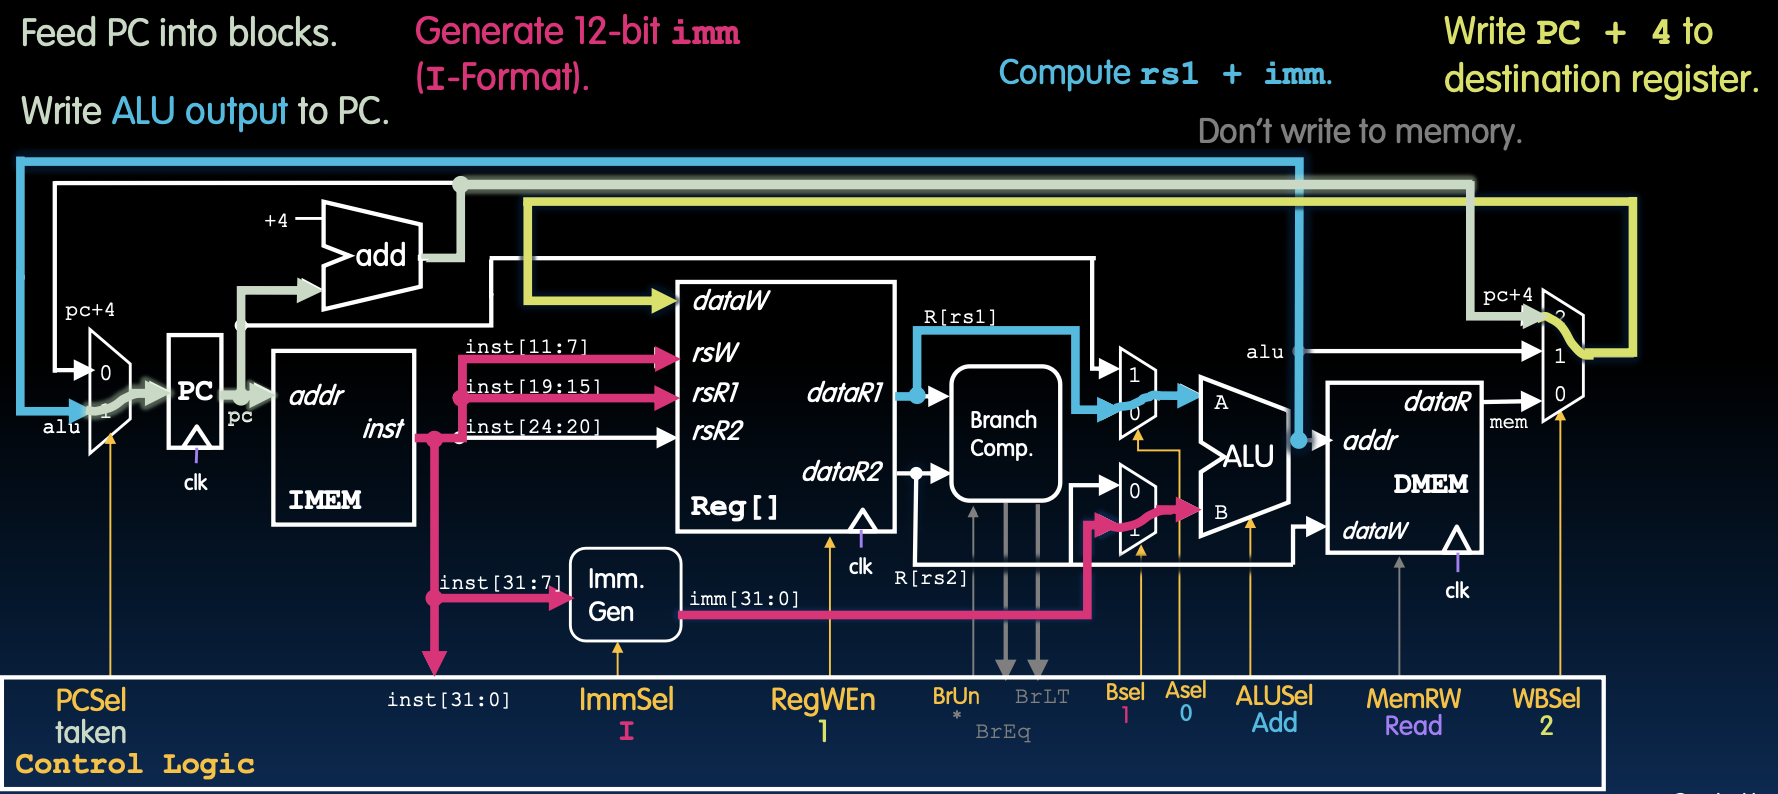 Feed PC into blocks.
Write ALU output to PC.
Generate 12-bit imm
(I-Format).
Compute rs1 + imm.
Write PC + 4 to
destination register.
Don't write to memory.
+4
add
pc+4
0
1
alu
PC
clk
pc
addr
inst
IMEM
inst[11:7]
inst[19:15]
inst[24:20]
inst[31:7]
dataW
rsW
rsR1
rsR2
dataR1
dataR2
Reg[]
clk
Imm.
Gen
imm[31:0]
R[rs1]
R[rs2]
Branch
Comp.
1
0
0
1
A
B
ALU
alu
addr
dataR
DMEM
dataW
clk
mem
pc+4
2
1
0
PCSel
taken
Control Logic
inst[31:0]
ImmSel
I
RegWEn
1
BrUn
*
BrEq
BrLT
Bsel
1
Asel
0
ALUSel
Add
MemRW
Read
WBSel
2